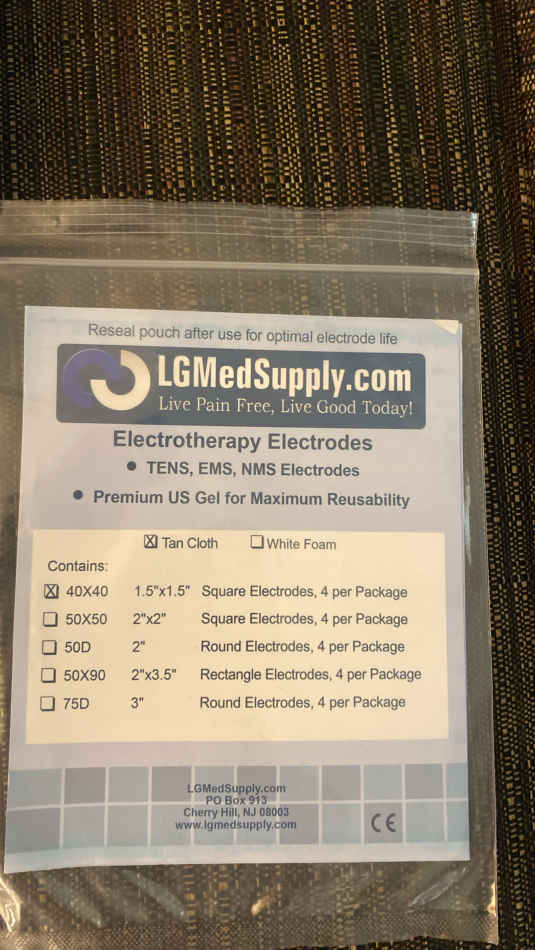 Reseal pouch after use for optimal electrode life
LGMedSupply.com
Live Pain Free, Live Good Today!
Electrotherapy Electrodes
● TENS, EMS, NMS Electrodes
● Premium US Gel for Maximum Reusability
☒ Tan Cloth ☐ White Foam
Contains:
☒ 40X40 1.5"x1.5" Square Electrodes, 4 per Package
☐ 50X50 2"x2" Square Electrodes, 4 per Package
☐ 50D 2" Round Electrodes, 4 per Package
☐ 50X90 2"x3.5" Rectangle Electrodes, 4 per Package
☐ 75D 3" Round Electrodes, 4 per Package
LGMedSupply.com
PO Box 913
Cherry Hill, NJ 08003
www.lgmedsupply.com
CE